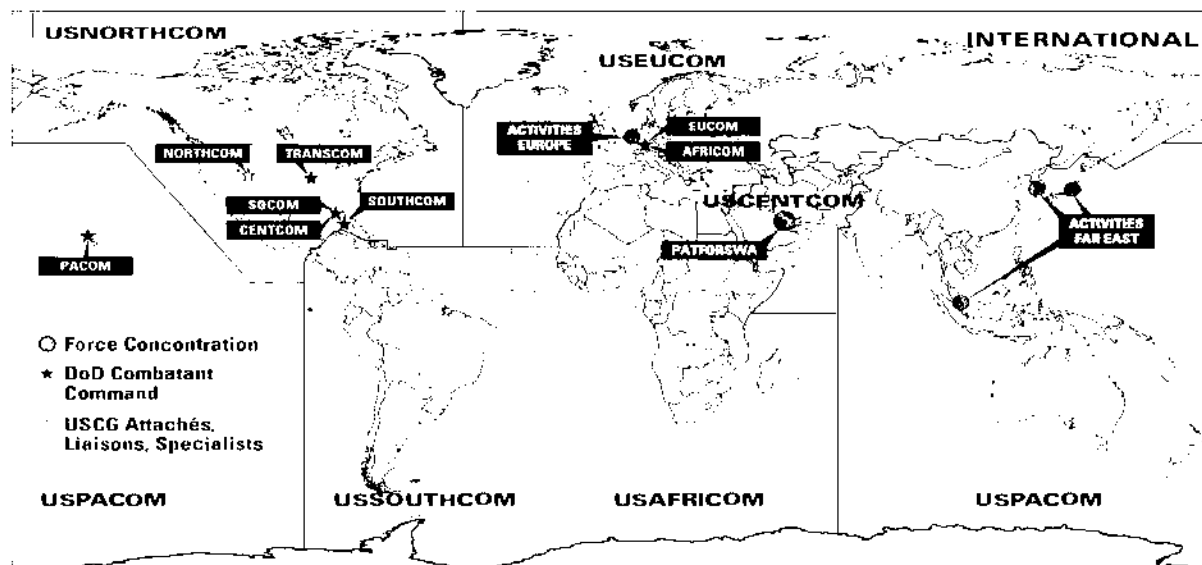 USNORTHCOM
INTERNATIONAL
USEUCOM
ACTIVITIES
EUROPE
EUCOM
AFRICOM
NORTHCOM
TRANSCOM
SOCOM
CENTCOM
SOUTHCOM
USCENTCOM
PATFORSWA
ACTIVITIES
FAR EAST
PACOM
Force Concentration
DoD Combatant
Command
USCG Attachés,
Liaisons, Specialists
USPACOM
USSOUTHCOM
USAFRICOM
USPACOM